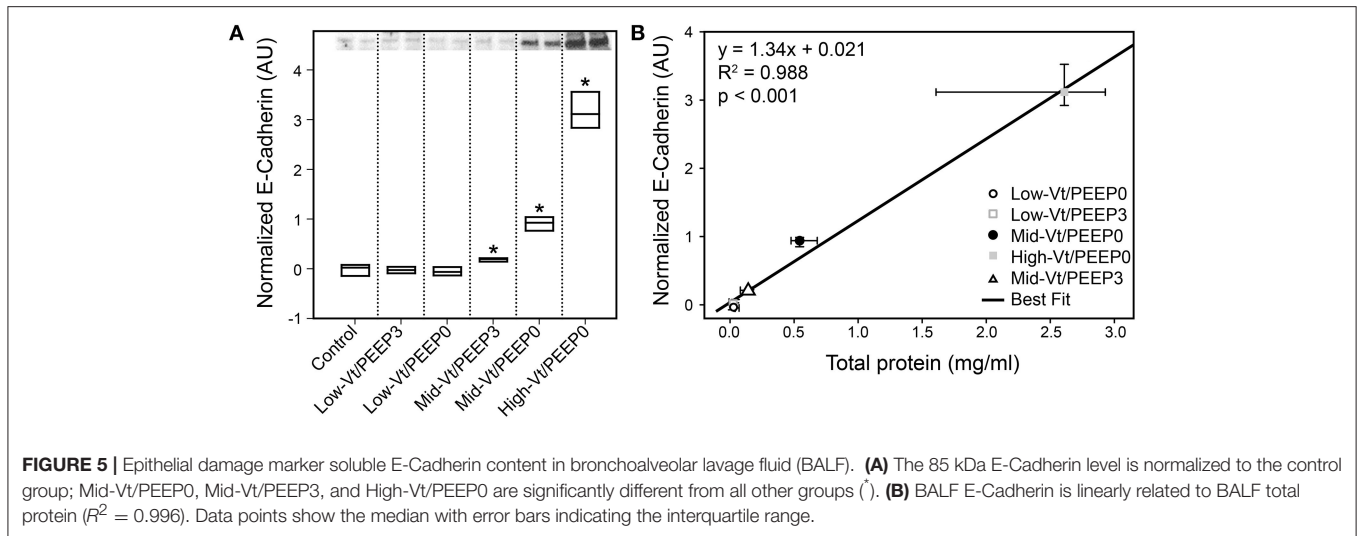 A
Normalized E-Cadherin (AU)
4
3
2
1
0
-1
*
*
*
Control
Low-Vt/PEEP3
Low-Vt/PEEP0
Mid-Vt/PEEP3
Mid-Vt/PEEP0
High-Vt/PEEP0
B
Normalized E-Cadherin (AU)
4
3
2
1
0
y = 1.34x + 0.021
R² = 0.988
p < 0.001
Low-Vt/PEEP0
Low-Vt/PEEP3
Mid-Vt/PEEP0
High-Vt/PEEP0
Mid-Vt/PEEP3
Best Fit
0.0 0.5 1.0 1.5 2.0 2.5 3.0
Total protein (mg/ml)
FIGURE 5 | Epithelial damage marker soluble E-Cadherin content in bronchoalveolar lavage fluid (BALF). (A) The 85 kDa E-Cadherin level is normalized to the control
group; Mid-Vt/PEEP0, Mid-Vt/PEEP3, and High-Vt/PEEP0 are significantly different from all other groups (*). (B) BALF E-Cadherin is linearly related to BALF total
protein (R² = 0.996). Data points show the median with error bars indicating the interquartile range.